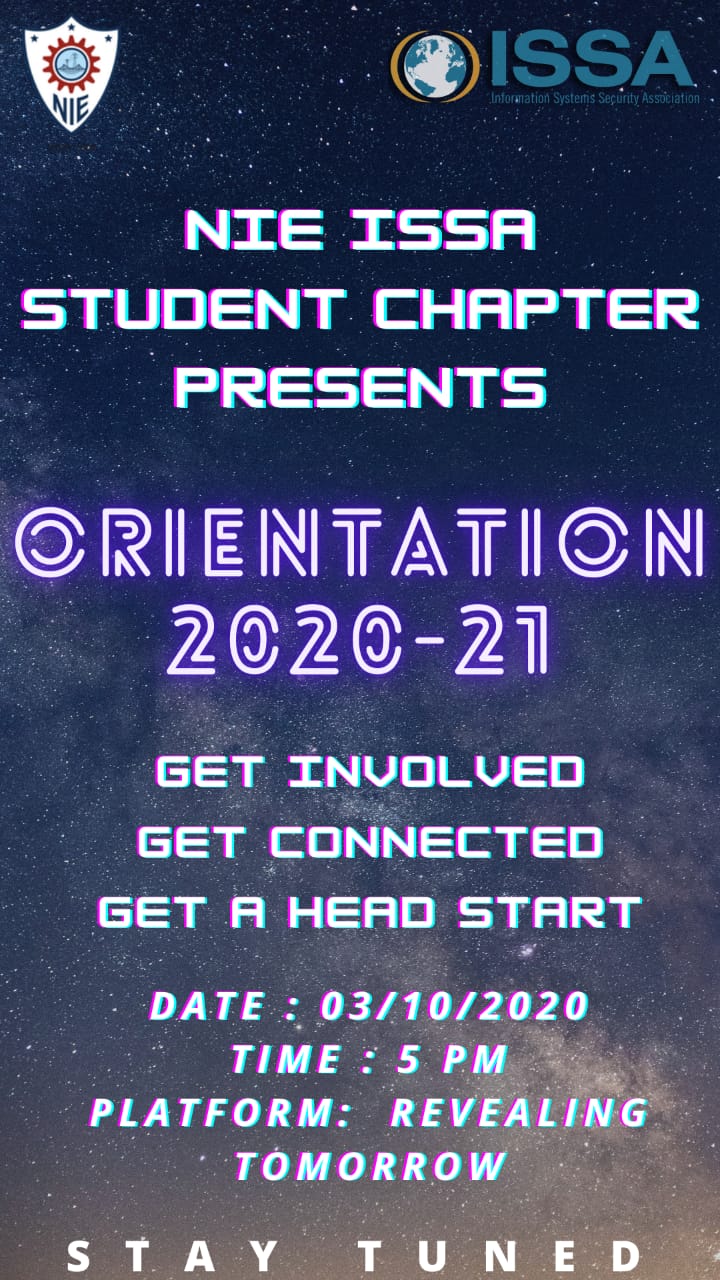 NIE
ISSA
Information Systems Security Association
NIE ISSA
STUDENT CHAPTER
PRESENTS
ORIENTATION
2020-21
GET INVOLVED
GET CONNECTED
GET A HEAD START
DATE : 03/10/2020
TIME : 5 PM
PLATFORM: REVEALING
TOMORROW
STAY TUNED